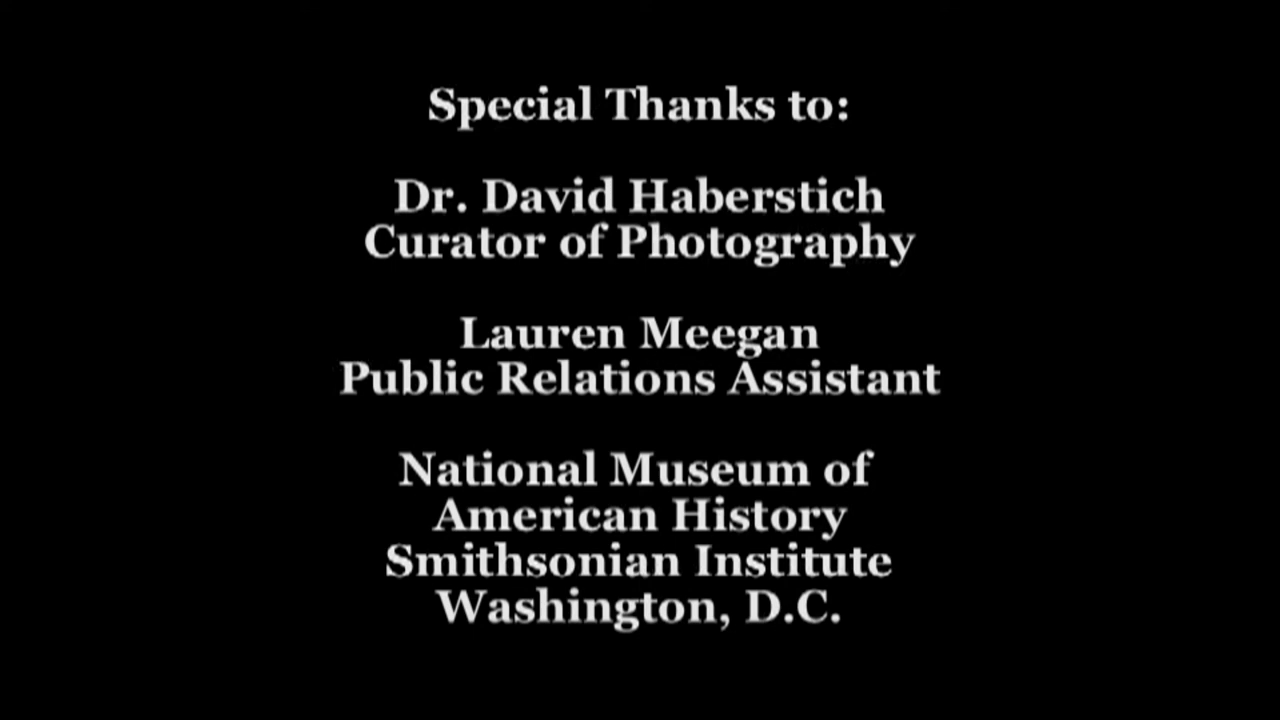 Special Thanks to:
Dr. David Haberstich
Curator of Photography
Lauren Meegan
Public Relations Assistant
National Museum of
American History
Smithsonian Institute
Washington, D.C.